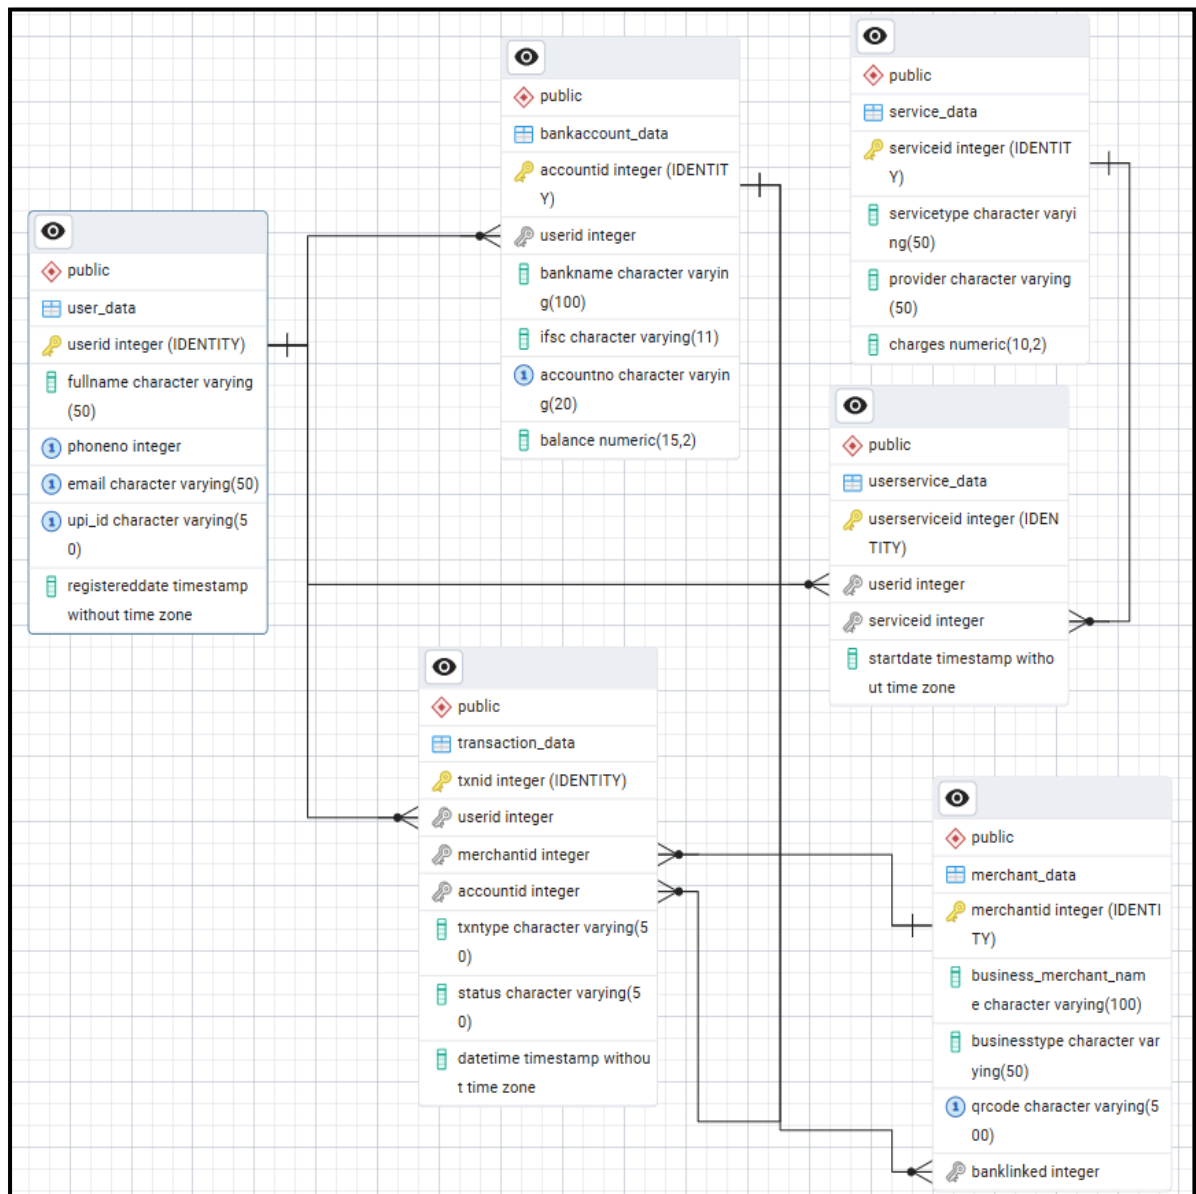 public
user_data
userid integer (IDENTITY)
fullname character varying
(50)
1 phoneno integer
1 email character varying(50)
1 upi_id character varying(5
0)
registereddate timestamp
without time zone
public
bankaccount_data
accountid integer (IDENTIT
Y)
userid integer
bankname character varyin
g(100)
ifsc character varying(11)
1 accountno character varyin
g(20)
balance numeric(15,2)
public
service_data
serviceid integer (IDENTIT
Y)
servicetype character varyi
ng(50)
provider character varying
(50)
charges numeric(10,2)
public
userservice_data
userserviceid integer (IDEN
TITY)
userid integer
serviceid integer
startdate timestamp witho
ut time zone
public
transaction_data
txnid integer (IDENTITY)
userid integer
merchantid integer
accountid integer
txntype character varying(5
0)
status character varying(5
0)
datetime timestamp withou
t time zone
public
merchant_data
merchantid integer (IDENTI
TY)
business_merchant_nam
e character varying(100)
businesstype character var
ying(50)
1 qrcode character varying(5
00)
banklinked integer